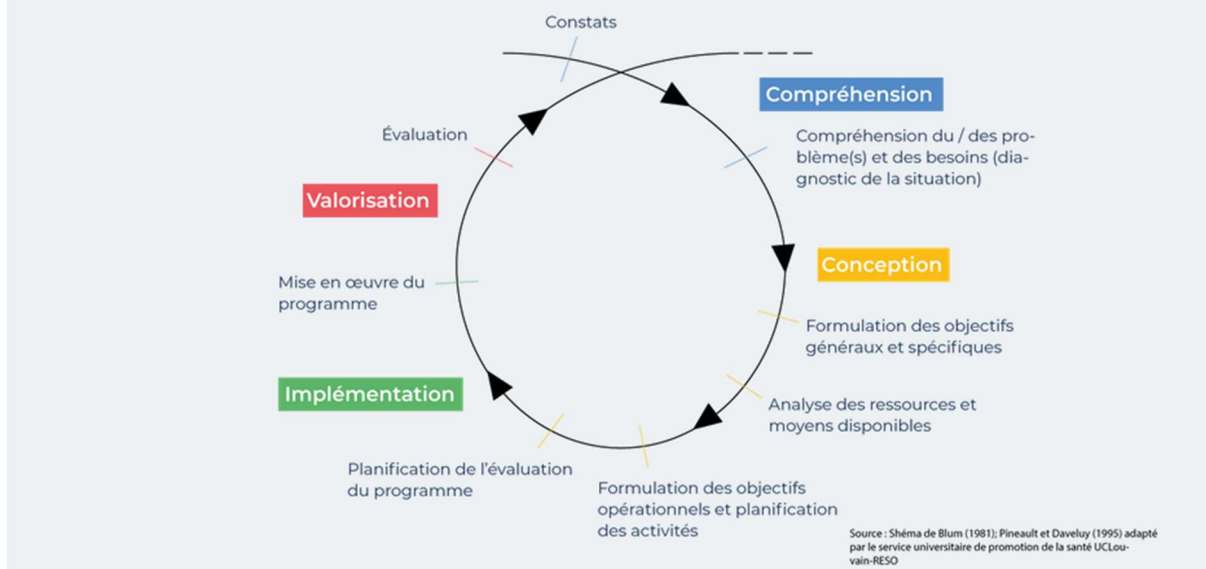 Constats
Compréhension
Compréhension du / des pro-
blème(s) et des besoins (dia-
gnostic de la situation)
Conception
Formulation des objectifs
généraux et spécifiques
Analyse des ressources et
moyens disponibles
Formulation des objectifs
opérationnels et planification
des activités
Planification de l'évaluation
du programme
Implémentation
Mise en œuvre du
programme
Valorisation
Évaluation
Source : Shéma de Blum (1981); Pineault et Daveluy (1995) adapté
par le service universitaire de promotion de la santé UCLou-
vain-RESO